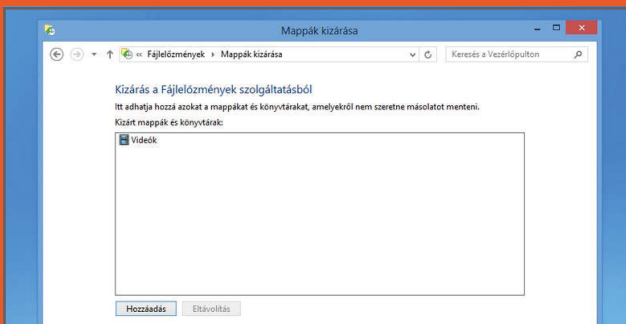 Mappák kizárása
« Fájlelőzmények Mappák kizárása
Keresés a Vezérlőpulton
Kizárás a Fájlelőzmények szolgáltatásból
Itt adhatja hozzá azokat a mappákat és könyvtárakat, amelyekről nem szeretne másolatot menteni.
Kizárt mappák és könyvtárak:
Videók
Hozzáadás Eltávolítás